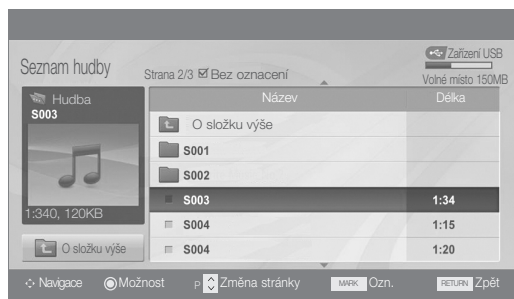 Zařízení USB
Seznam hudby
Strana 2/3 Bez oznacení
Volné místo 150MB
Hudba
S003
1:340, 120KB
O složku výše
Název Délka
O složku výše
S001
S002
S003 1:34
S004 1:15
S004 1:20
Navigace Možnost P Změna stránky MARK Ozn. RETURN Zpět